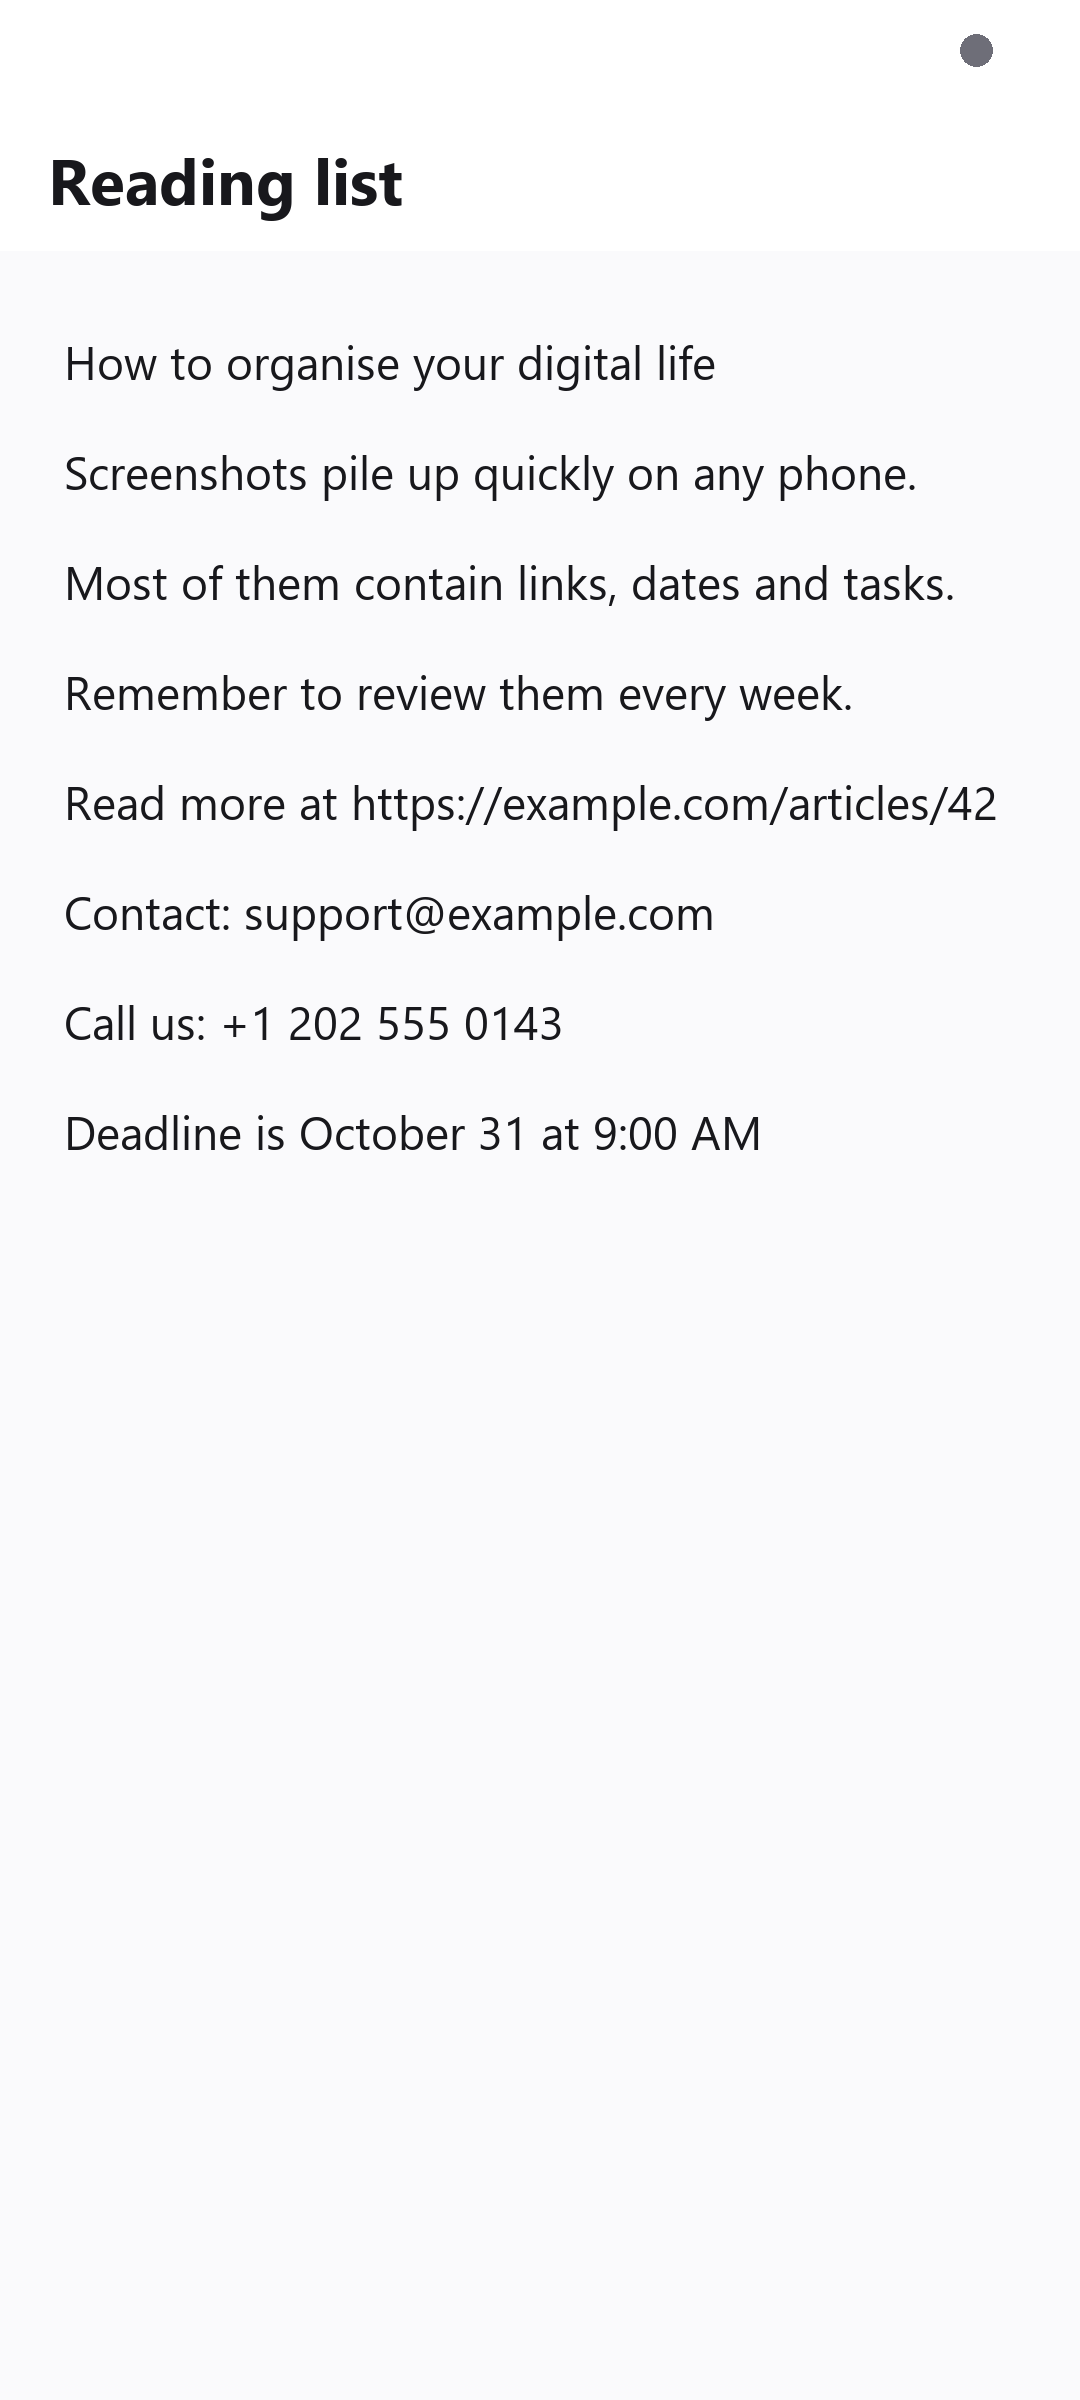 Reading list
How to organise your digital life
Screenshots pile up quickly on any phone.
Most of them contain links, dates and tasks.
Remember to review them every week.
Read more at https://example.com/articles/42
Contact: support@example.com
Call us: +1 202 555 0143
Deadline is October 31 at 9:00 AM